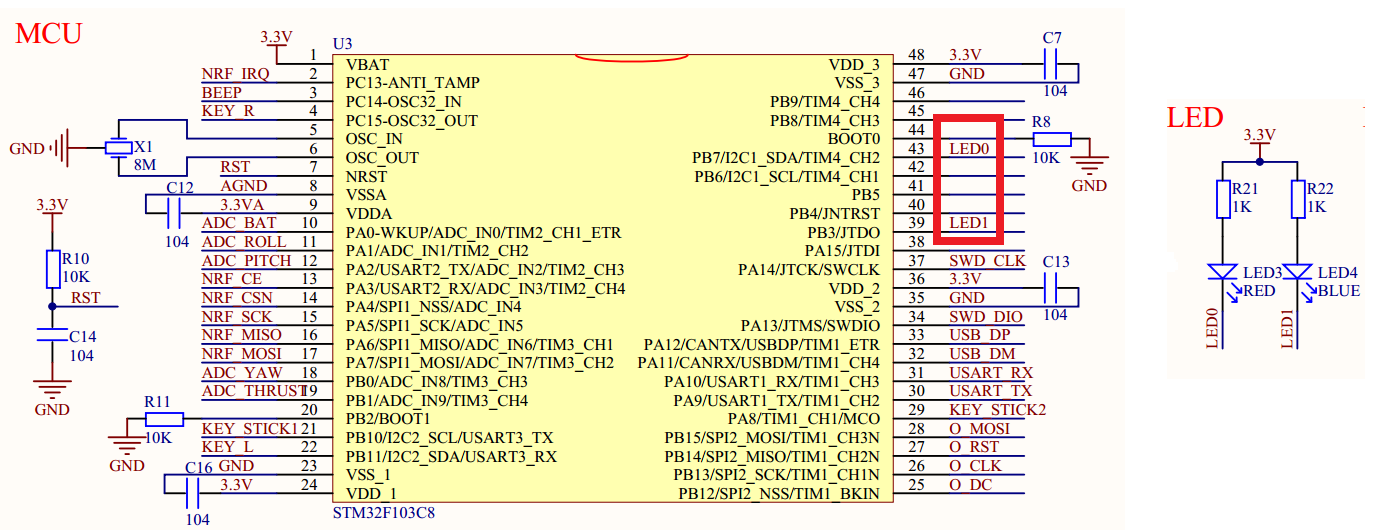 MCU
U3
STM32F103C8
3.3V
1 VBAT
NRF_IRQ 2 PC13-ANTI_TAMP
BEEP 3 PC14-OSC32_IN
KEY_R 4 PC15-OSC32_OUT
5 OSC_IN
6 OSC_OUT
RST 7 NRST
AGND 8 VSSA
3.3VA 9 VDDA
ADC_BAT 10 PA0-WKUP/ADC_IN0/TIM2_CH1_ETR
ADC_ROLL 11 PA1/ADC_IN1/TIM2_CH2
ADC_PITCH 12 PA2/USART2_TX/ADC_IN2/TIM2_CH3
NRF_CE 13 PA3/USART2_RX/ADC_IN3/TIM2_CH4
NRF_CSN 14 PA4/SPI1_NSS/ADC_IN4
NRF_SCK 15 PA5/SPI1_SCK/ADC_IN5
NRF_MISO 16 PA6/SPI1_MISO/ADC_IN6/TIM3_CH1
NRF_MOSI 17 PA7/SPI1_MOSI/ADC_IN7/TIM3_CH2
ADC_YAW 18 PB0/ADC_IN8/TIM3_CH3
ADC_THRUST 19 PB1/ADC_IN9/TIM3_CH4
20 PB2/BOOT1
KEY_STICK1 21 PB10/I2C2_SCL/USART3_TX
KEY_L 22 PB11/I2C2_SDA/USART3_RX
GND 23 VSS_1
3.3V 24 VDD_1
GND
X1
8M
C12
104
3.3V
R10
10K
RST
C14
104
GND
R11
10K
GND
C16
104
VDD_3 48 3.3V
VSS_3 47 GND
PB9/TIM4_CH4 46
PB8/TIM4_CH3 45
BOOT0 44
PB7/I2C1_SDA/TIM4_CH2 43 LED0
PB6/I2C1_SCL/TIM4_CH1 42
PB5 41
PB4/JNTRST 40
PB3/JTDO 39 LED1
PA15/JTDI 38
PA14/JTCK/SWCLK 37 SWD_CLK
VDD_2 36 3.3V
VSS_2 35 GND
PA13/JTMS/SWDIO 34 SWD_DIO
PA12/CANTX/USBDP/TIM1_ETR 33 USB_DP
PA11/CANRX/USBDM/TIM1_CH4 32 USB_DM
PA10/USART1_RX/TIM1_CH3 31 USART_RX
PA9/USART1_TX/TIM1_CH2 30 USART_TX
PA8/TIM1_CH1/MCO 29 KEY_STICK2
PB15/SPI2_MOSI/TIM1_CH3N 28 O_MOSI
PB14/SPI2_MISO/TIM1_CH2N 27 O_RST
PB13/SPI2_SCK/TIM1_CH1N 26 O_CLK
PB12/SPI2_NSS/TIM1_BKIN 25 O_DC
C7
104
R8
10K
GND
C13
104
LED
3.3V
R21
1K
R22
1K
LED3
RED
LED4
BLUE
LED0
LED1